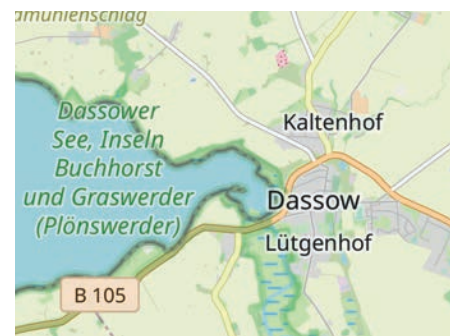 Dassower
See, Inseln
Buchhorst
und Graswerder
(Plönswerder)
Kaltenhof
Dassow
Lütgenhof
B 105